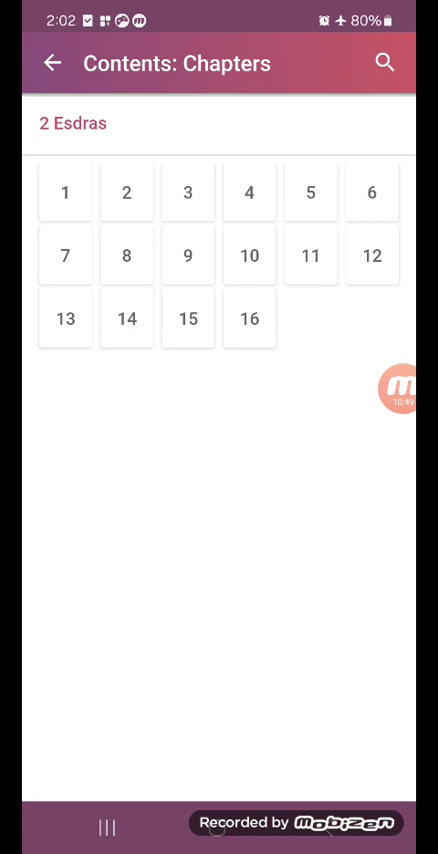 2:02 80%
Contents: Chapters
2 Esdras
1 2 3 4 5 6
7 8 9 10 11 12
13 14 15 16
m
10:49
Recorded by mobizen